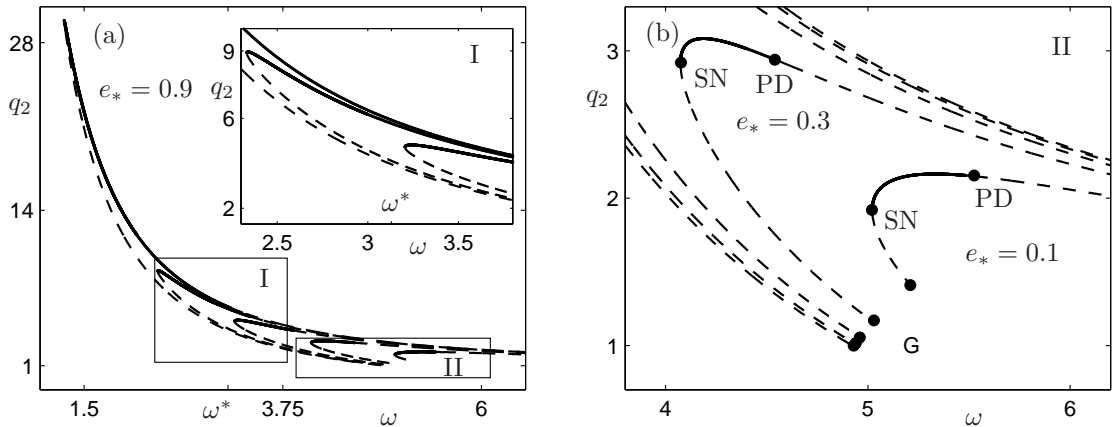 (a)
I
28
q₂
e* = 0.9
9
q₂
6
2
ω*
2.5
3
3.5
ω
14
I
1
II
1.5
ω*
3.75
ω
6
(b)
II
3
SN
PD
q₂
e* = 0.3
2
SN
PD
e* = 0.1
1
G
4
5
ω
6